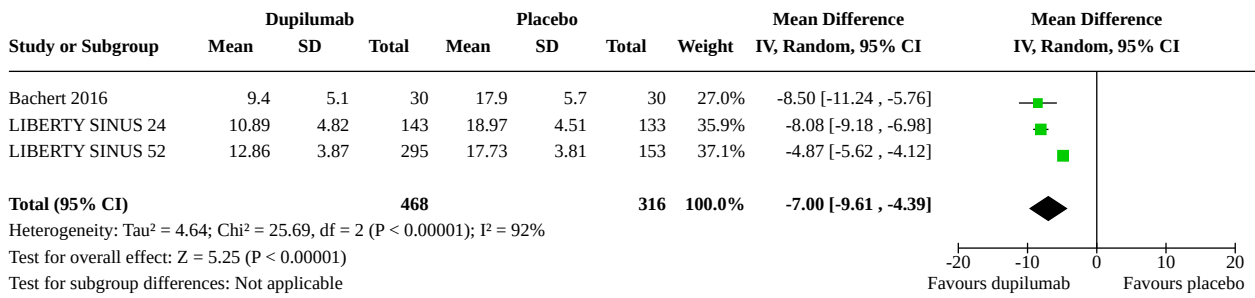 Dupilumab Placebo Mean Difference Mean Difference
Study or Subgroup Mean SD Total Mean SD Total Weight IV, Random, 95% CI IV, Random, 95% CI
Bachert 2016 9.4 5.1 30 17.9 5.7 30 27.0% -8.50 [-11.24 , -5.76]
LIBERTY SINUS 24 10.89 4.82 143 18.97 4.51 133 35.9% -8.08 [-9.18 , -6.98]
LIBERTY SINUS 52 12.86 3.87 295 17.73 3.81 153 37.1% -4.87 [-5.62 , -4.12]
Total (95% CI) 468 316 100.0% -7.00 [-9.61 , -4.39]
Heterogeneity: Tau² = 4.64; Chi² = 25.69, df = 2 (P < 0.00001); I² = 92%
Test for overall effect: Z = 5.25 (P < 0.00001)
-20 -10 0 10 20
Test for subgroup differences: Not applicable
Favours dupilumab Favours placebo